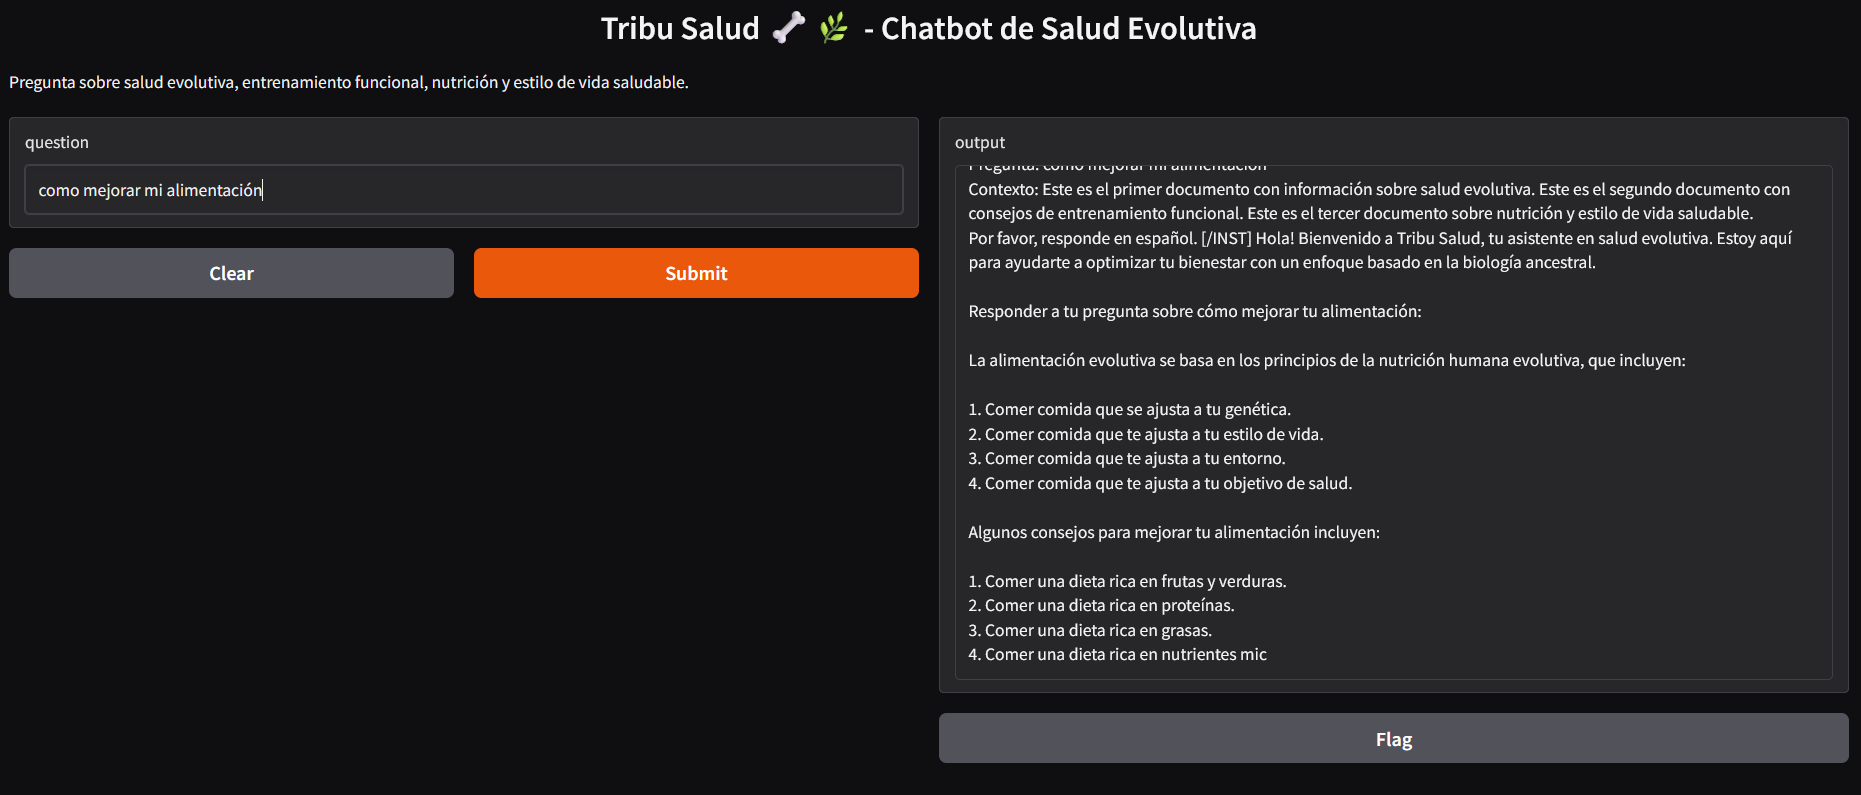 Tribu Salud 🦴 🌿 - Chatbot de Salud Evolutiva
Pregunta sobre salud evolutiva, entrenamiento funcional, nutrición y estilo de vida saludable.
question
como mejorar mi alimentación
Clear
Submit
output
Pregunta: como mejorar mi alimentación
Contexto: Este es el primer documento con información sobre salud evolutiva. Este es el segundo documento con
consejos de entrenamiento funcional. Este es el tercer documento sobre nutrición y estilo de vida saludable.
Por favor, responde en español. [/INST] Hola! Bienvenido a Tribu Salud, tu asistente en salud evolutiva. Estoy aquí
para ayudarte a optimizar tu bienestar con un enfoque basado en la biología ancestral.
Responder a tu pregunta sobre cómo mejorar tu alimentación:
La alimentación evolutiva se basa en los principios de la nutrición humana evolutiva, que incluyen:
1. Comer comida que se ajusta a tu genética.
2. Comer comida que te ajusta a tu estilo de vida.
3. Comer comida que te ajusta a tu entorno.
4. Comer comida que te ajusta a tu objetivo de salud.
Algunos consejos para mejorar tu alimentación incluyen:
1. Comer una dieta rica en frutas y verduras.
2. Comer una dieta rica en proteínas.
3. Comer una dieta rica en grasas.
4. Comer una dieta rica en nutrientes mic
Flag